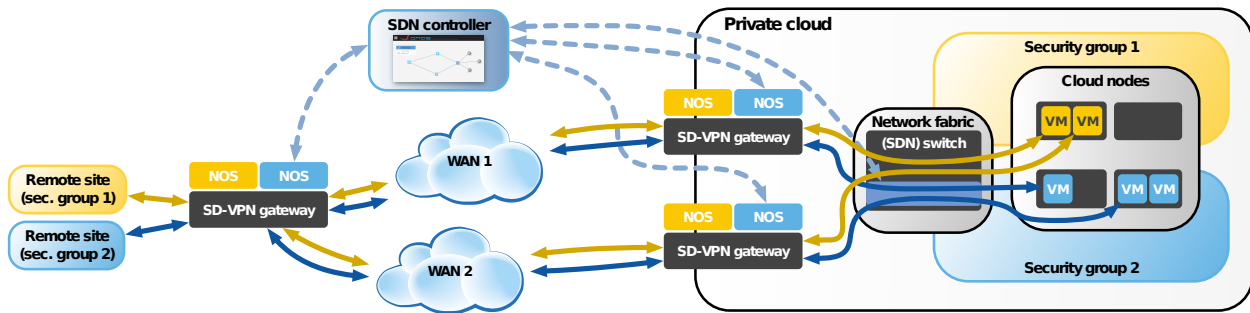 SDN controller
Private cloud
Security group 1
Cloud nodes
NOS
NOS
SD-VPN gateway
Network fabric
(SDN) switch
VM
VM
WAN 1
NOS
NOS
SD-VPN gateway
Remote site
(sec. group 1)
Remote site
(sec. group 2)
VM
VM
VM
NOS
NOS
SD-VPN gateway
WAN 2
Security group 2